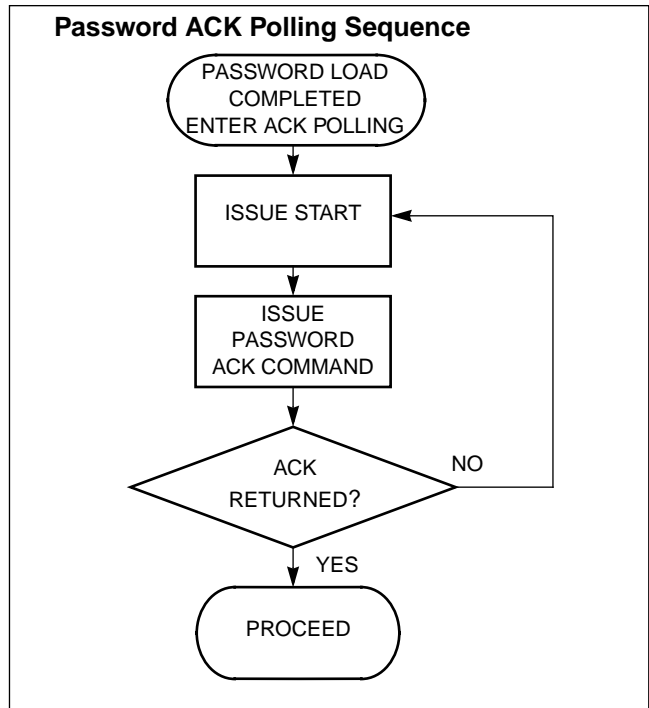 Password ACK Polling Sequence
PASSWORD LOAD
COMPLETED
ENTER ACK POLLING
ISSUE START
ISSUE
PASSWORD
ACK COMMAND
ACK
RETURNED?
NO
YES
PROCEED